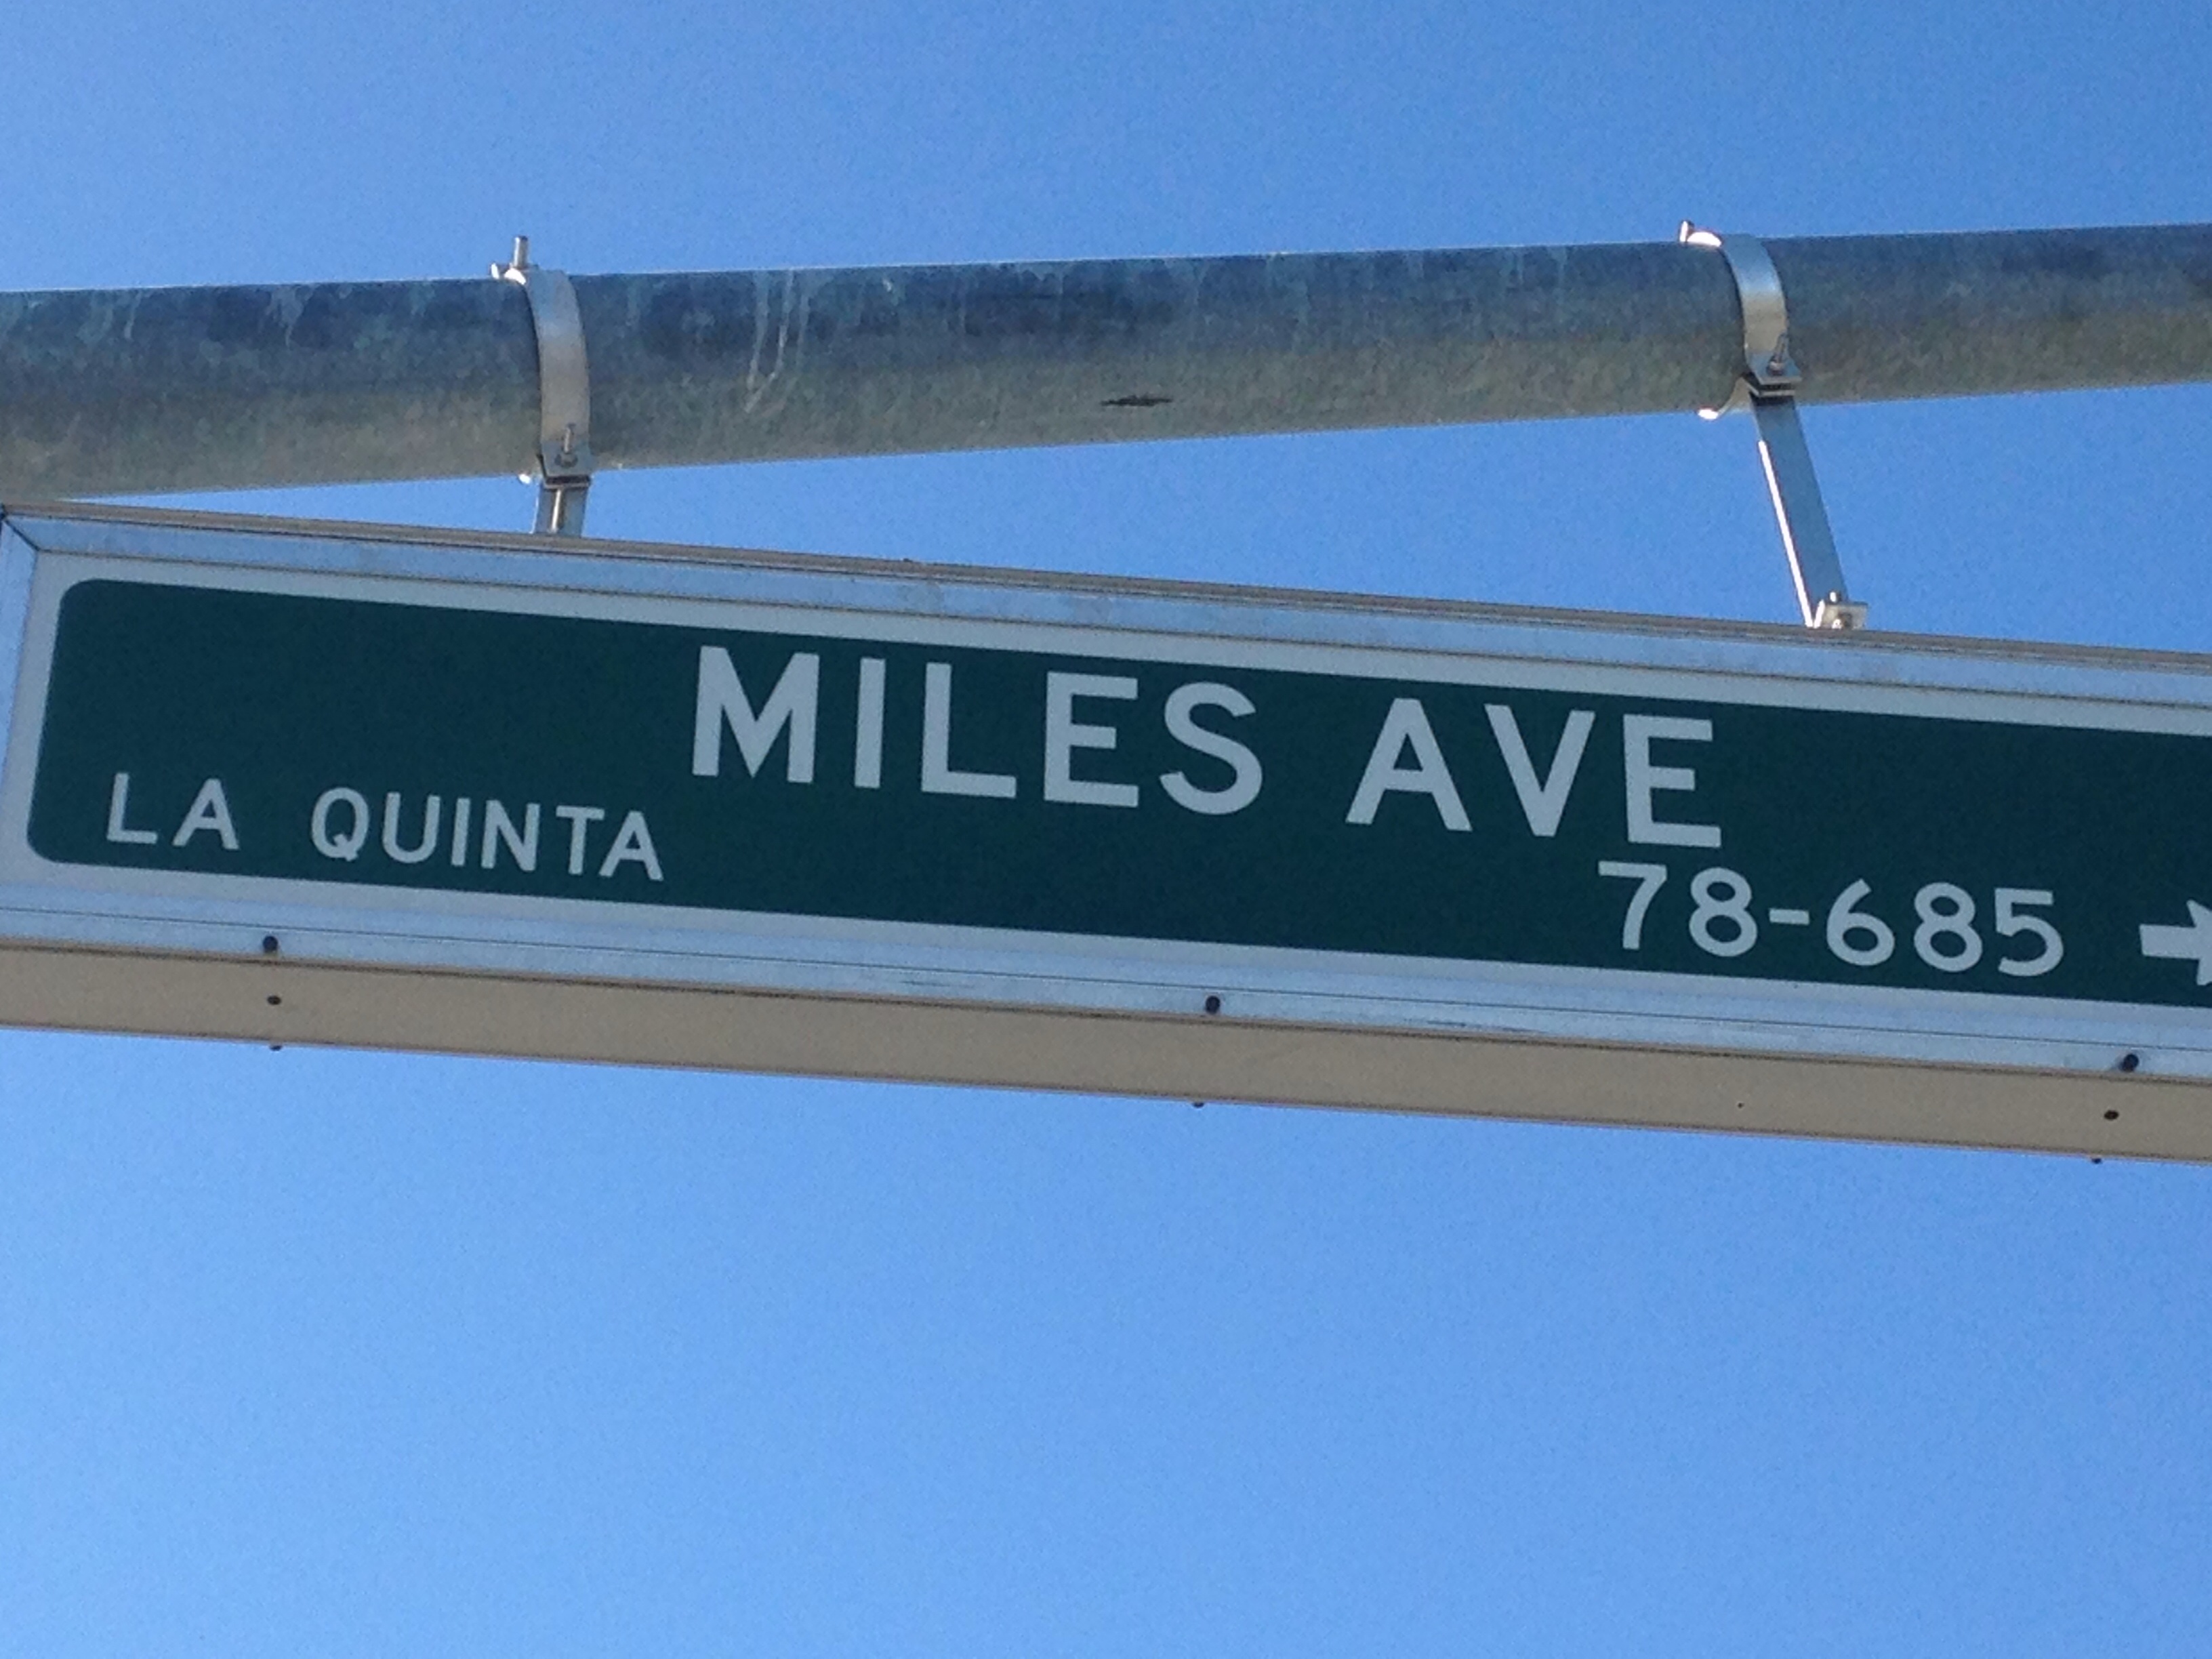 MILES AVE
LA QUINTA
78-685 →